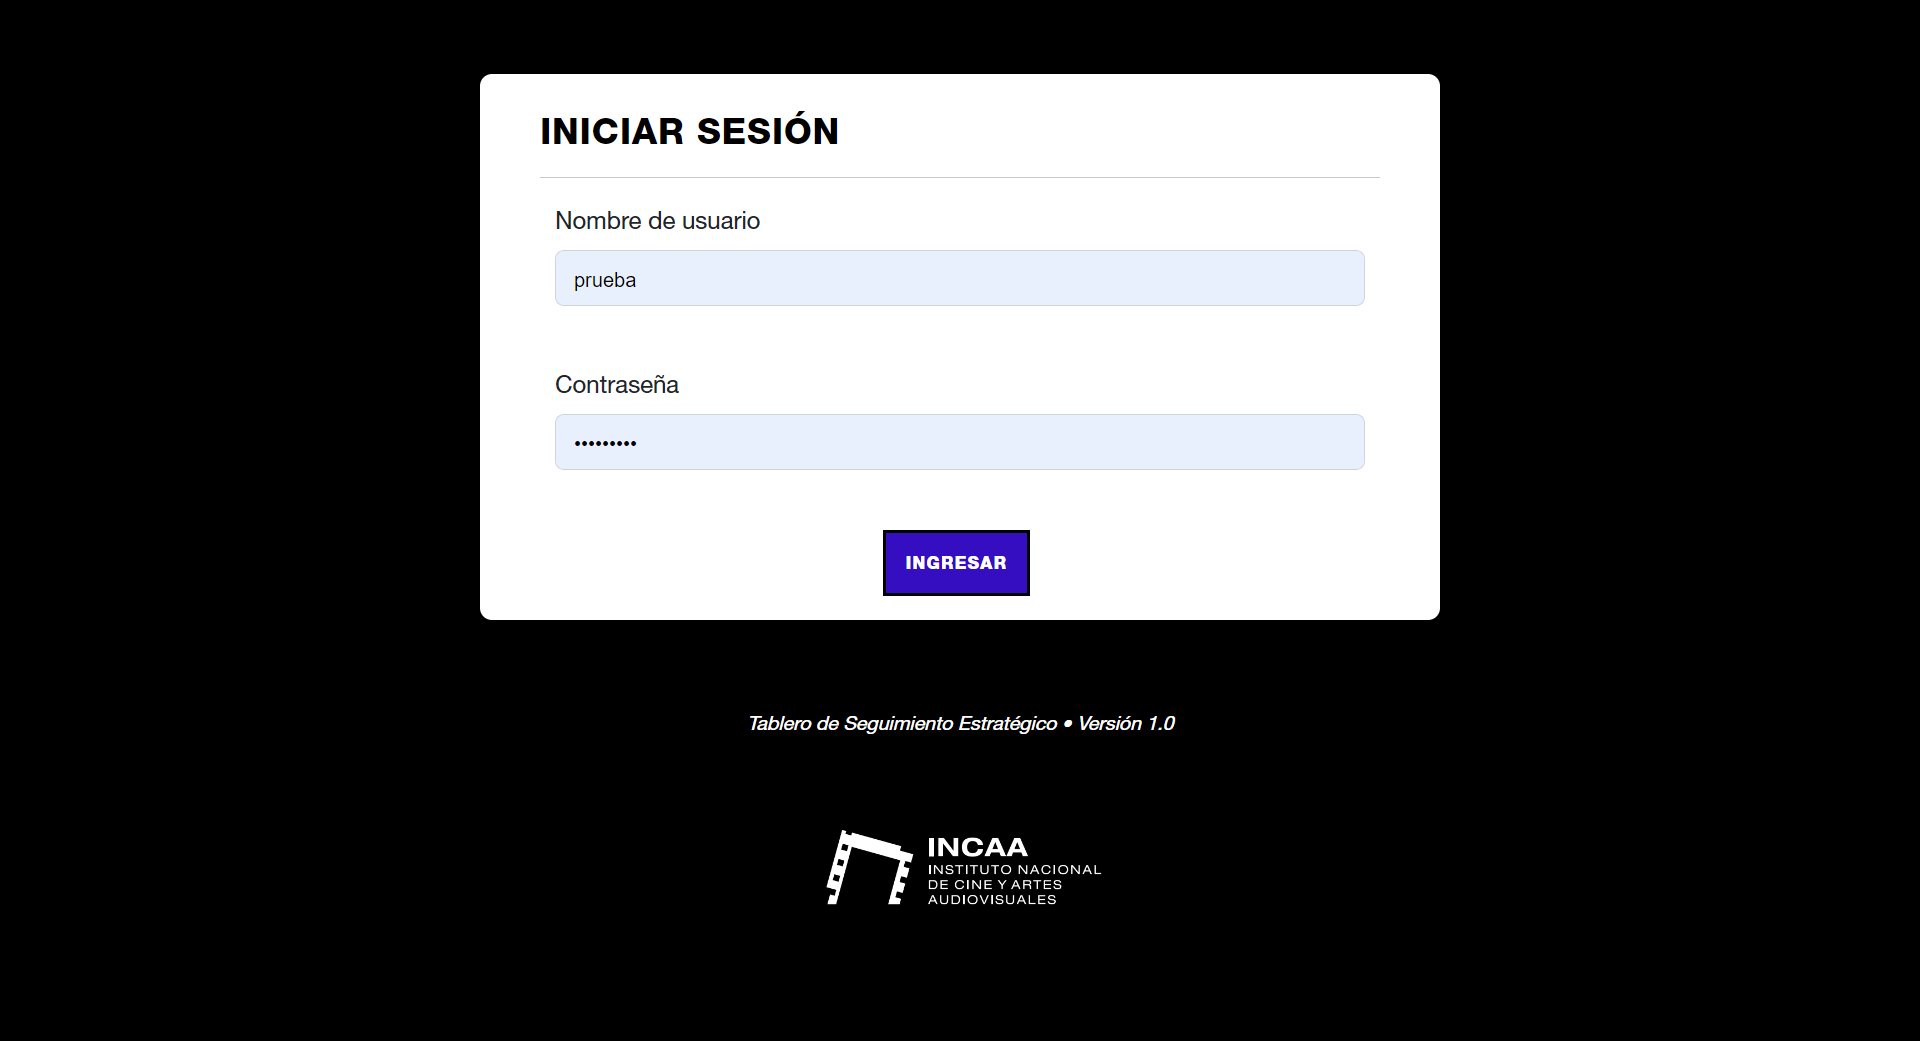 INICIAR SESIÓN
Nombre de usuario
prueba
Contraseña
•••••••••
INGRESAR
Tablero de Seguimiento Estratégico • Versión 1.0
INCAA
INSTITUTO NACIONAL
DE CINE Y ARTES
AUDIOVISUALES